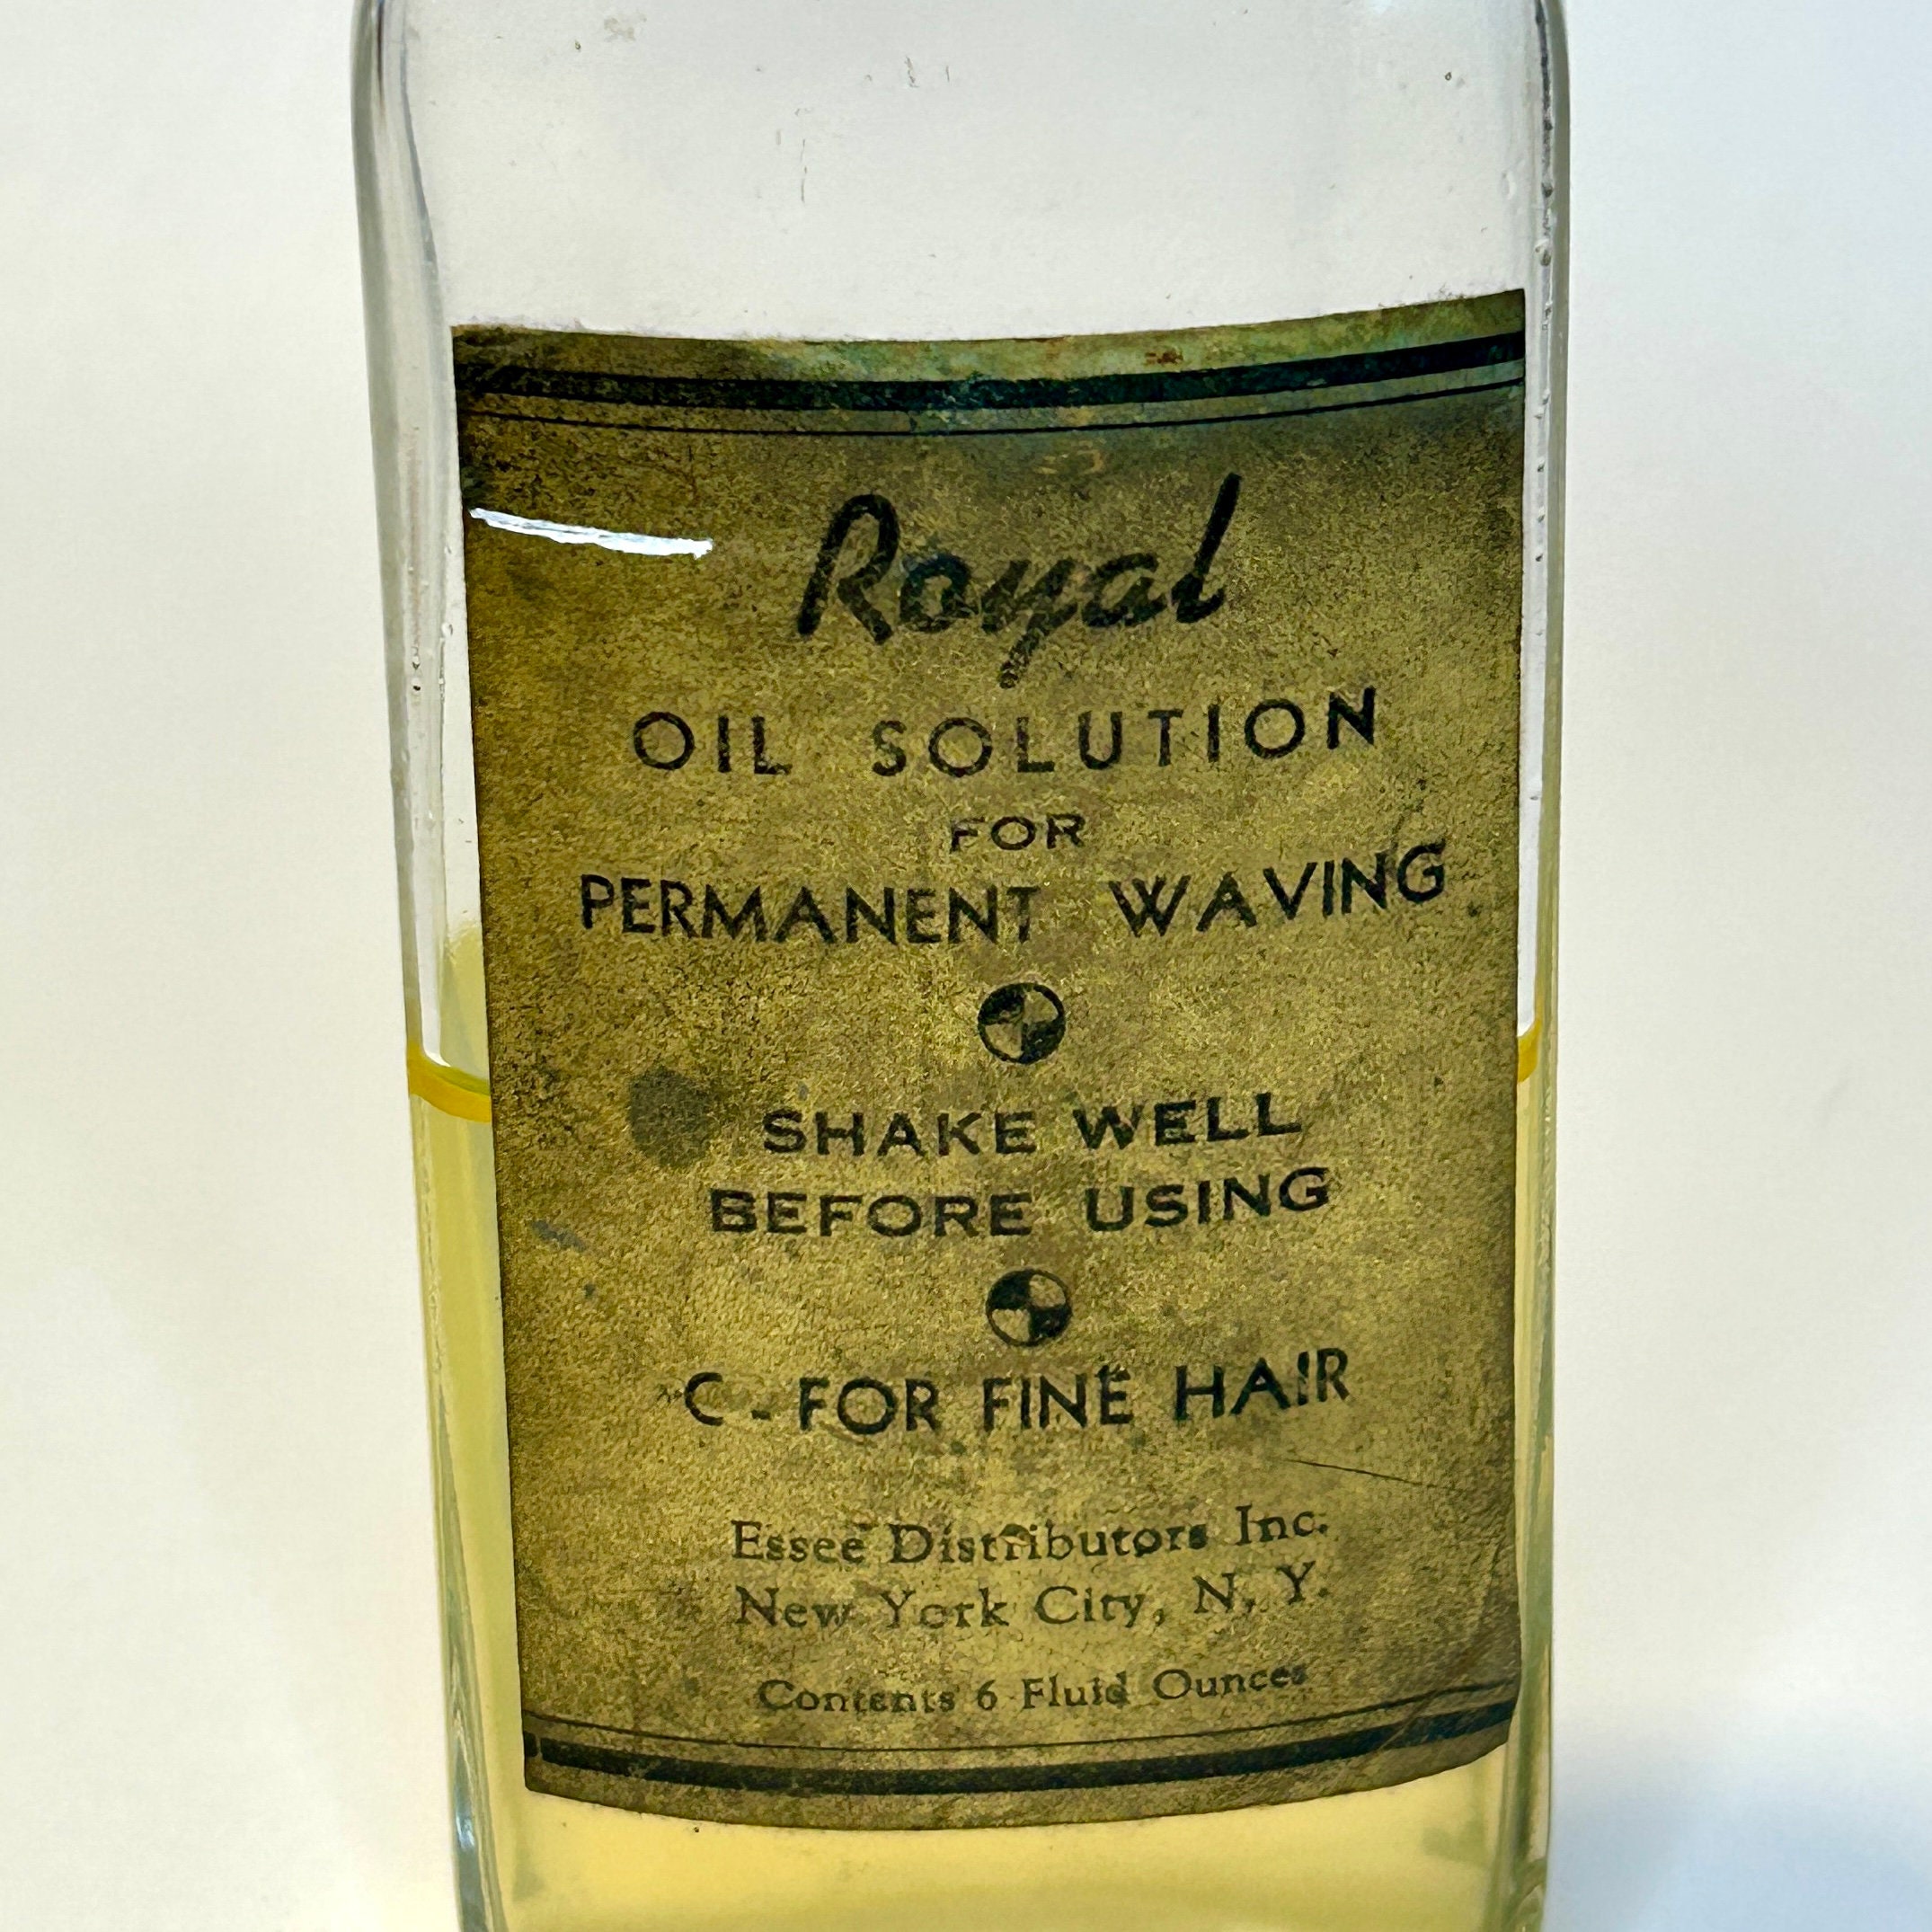 Royal
OIL SOLUTION
FOR
PERMANENT WAVING
SHAKE WELL
BEFORE USING
C - FOR FINE HAIR
Essee Distributors Inc.
New York City, N. Y.
Contents 6 Fluid Ounces